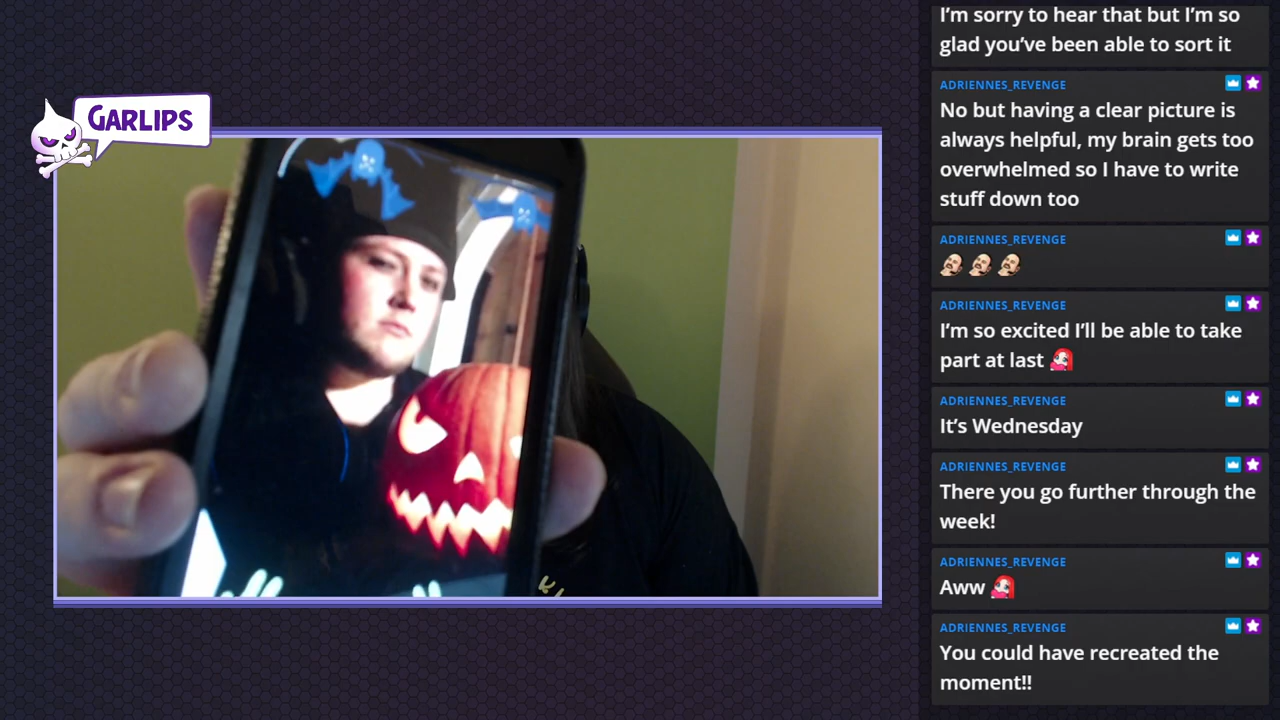 GARLIPS
I’m sorry to hear that but I’m so
glad you’ve been able to sort it
ADRIENNES_REVENGE
No but having a clear picture is
always helpful, my brain gets too
overwhelmed so I have to write
stuff down too
ADRIENNES_REVENGE
ADRIENNES_REVENGE
I’m so excited I’ll be able to take
part at last
ADRIENNES_REVENGE
It’s Wednesday
ADRIENNES_REVENGE
There you go further through the
week!
ADRIENNES_REVENGE
Aww
ADRIENNES_REVENGE
You could have recreated the
moment!!